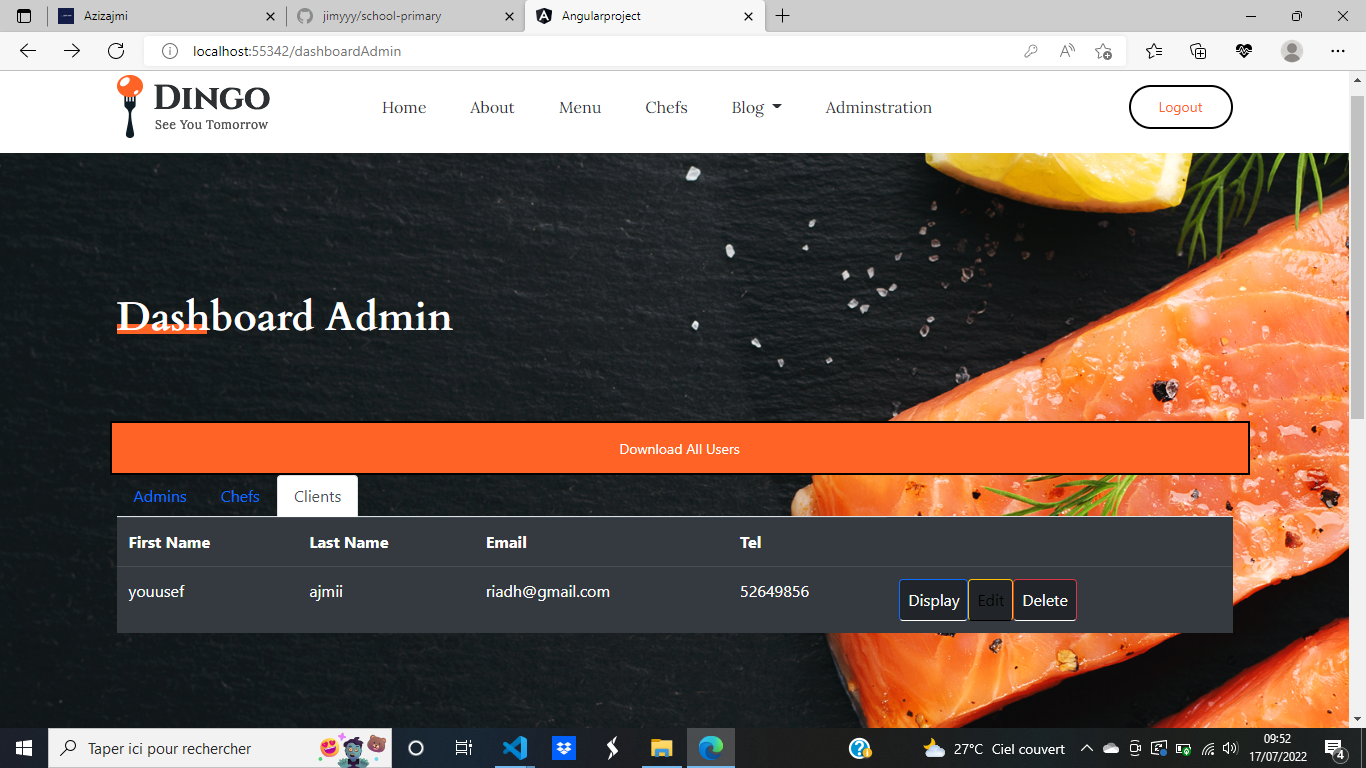 Azizajmi
jimyyy/school-primary
Angularproject
localhost:55342/dashboardAdmin
DINGO
See You Tomorrow
Home About Menu Chefs Blog Adminstration Logout
Dashboard Admin
Download All Users
Admins Chefs Clients
First Name Last Name Email Tel
youusef ajmii riadh@gmail.com 52649856 Display Edit Delete
Taper ici pour rechercher
27°C Ciel couvert
09:52
17/07/2022
4